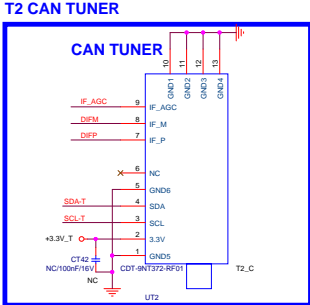 T2 CAN TUNER
CAN TUNER
10 11 12 13
GND1 GND2 GND3 GND4
IF_AGC 9 IF_AGC
DIFM 8 IF_M
DIFP 7 IF_P
6 NC
5 GND6
SDA-T 4 SDA
SCL-T 3 SCL
+3.3V_T 2 3.3V
CT42 1 GND5
NC/100nF/16V CDT-9NT372-RF01 T2_C
NC
UT2